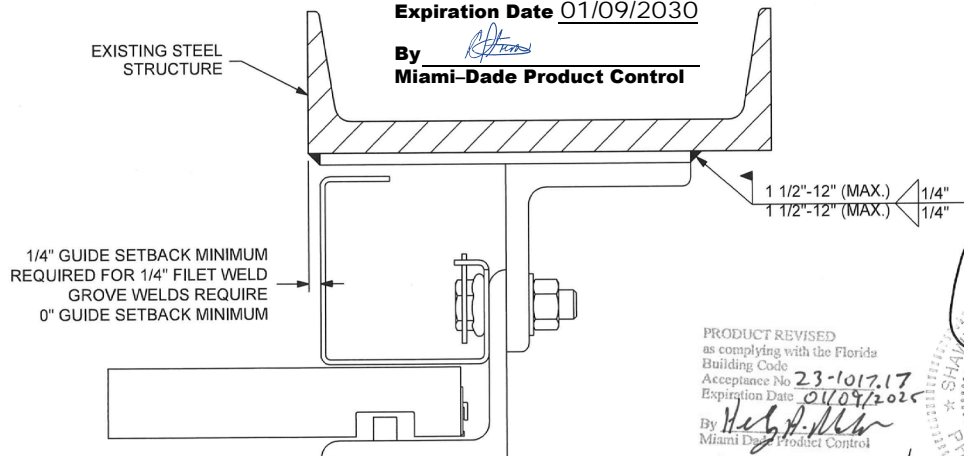 Expiration Date 01/09/2030
By
Miami–Dade Product Control
EXISTING STEEL
STRUCTURE
1 1/2"-12" (MAX.) 1/4"
1 1/2"-12" (MAX.) 1/4"
1/4" GUIDE SETBACK MINIMUM
REQUIRED FOR 1/4" FILET WELD
GROVE WELDS REQUIRE
0" GUIDE SETBACK MINIMUM
PRODUCT REVISED
as complying with the Florida
Building Code
Acceptance No 23-1017.17
Expiration Date 01/09/2025
By
Miami Dade Product Control
SHAW